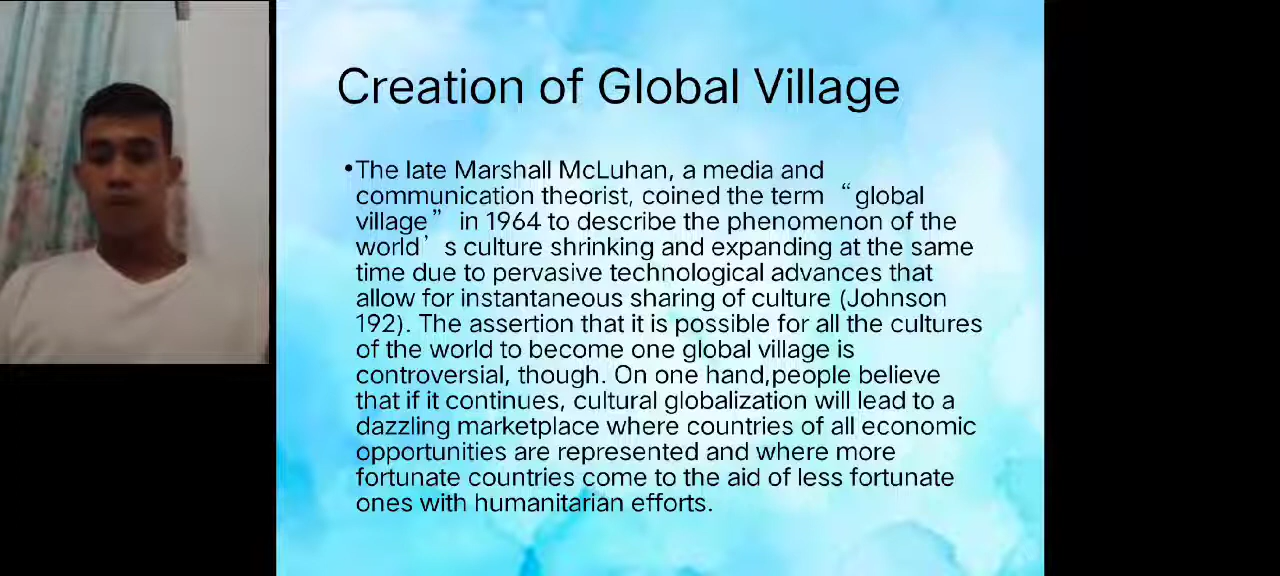 Creation of Global Village
•The late Marshall McLuhan, a media and
communication theorist, coined the term “global
village” in 1964 to describe the phenomenon of the
world’s culture shrinking and expanding at the same
time due to pervasive technological advances that
allow for instantaneous sharing of culture (Johnson
192). The assertion that it is possible for all the cultures
of the world to become one global village is
controversial, though. On one hand,people believe
that if it continues, cultural globalization will lead to a
dazzling marketplace where countries of all economic
opportunities are represented and where more
fortunate countries come to the aid of less fortunate
ones with humanitarian efforts.